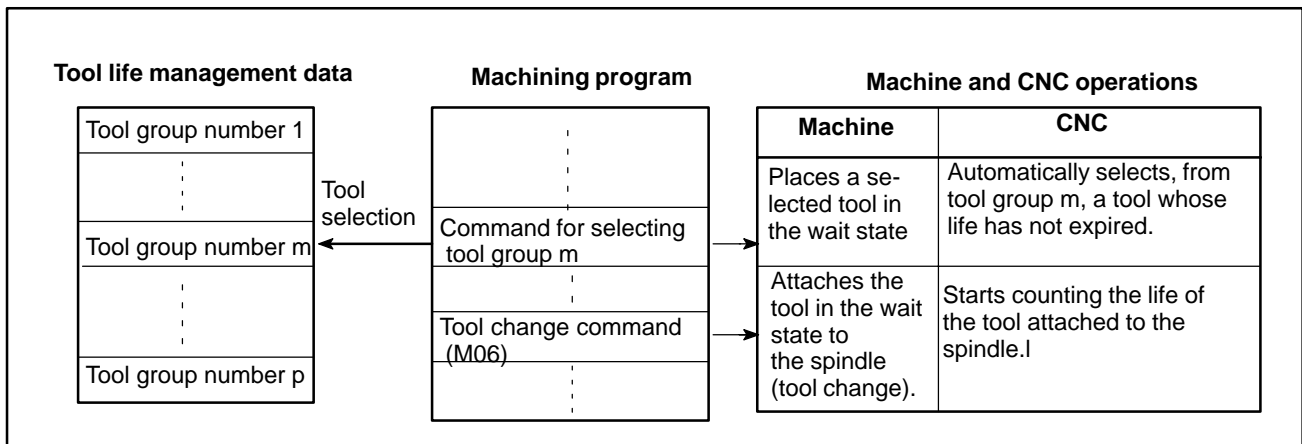 Tool life management data
Tool group number 1
Tool group number m
Tool group number p
Tool
selection
Machining program
Command for selecting
tool group m
Tool change command
(M06)
Machine and CNC operations
Machine
CNC
Places a se-
lected tool in
the wait state
Automatically selects, from
tool group m, a tool whose
life has not expired.
Attaches the
tool in the wait
state to
the spindle
(tool change).
Starts counting the life of
the tool attached to the
spindle.l